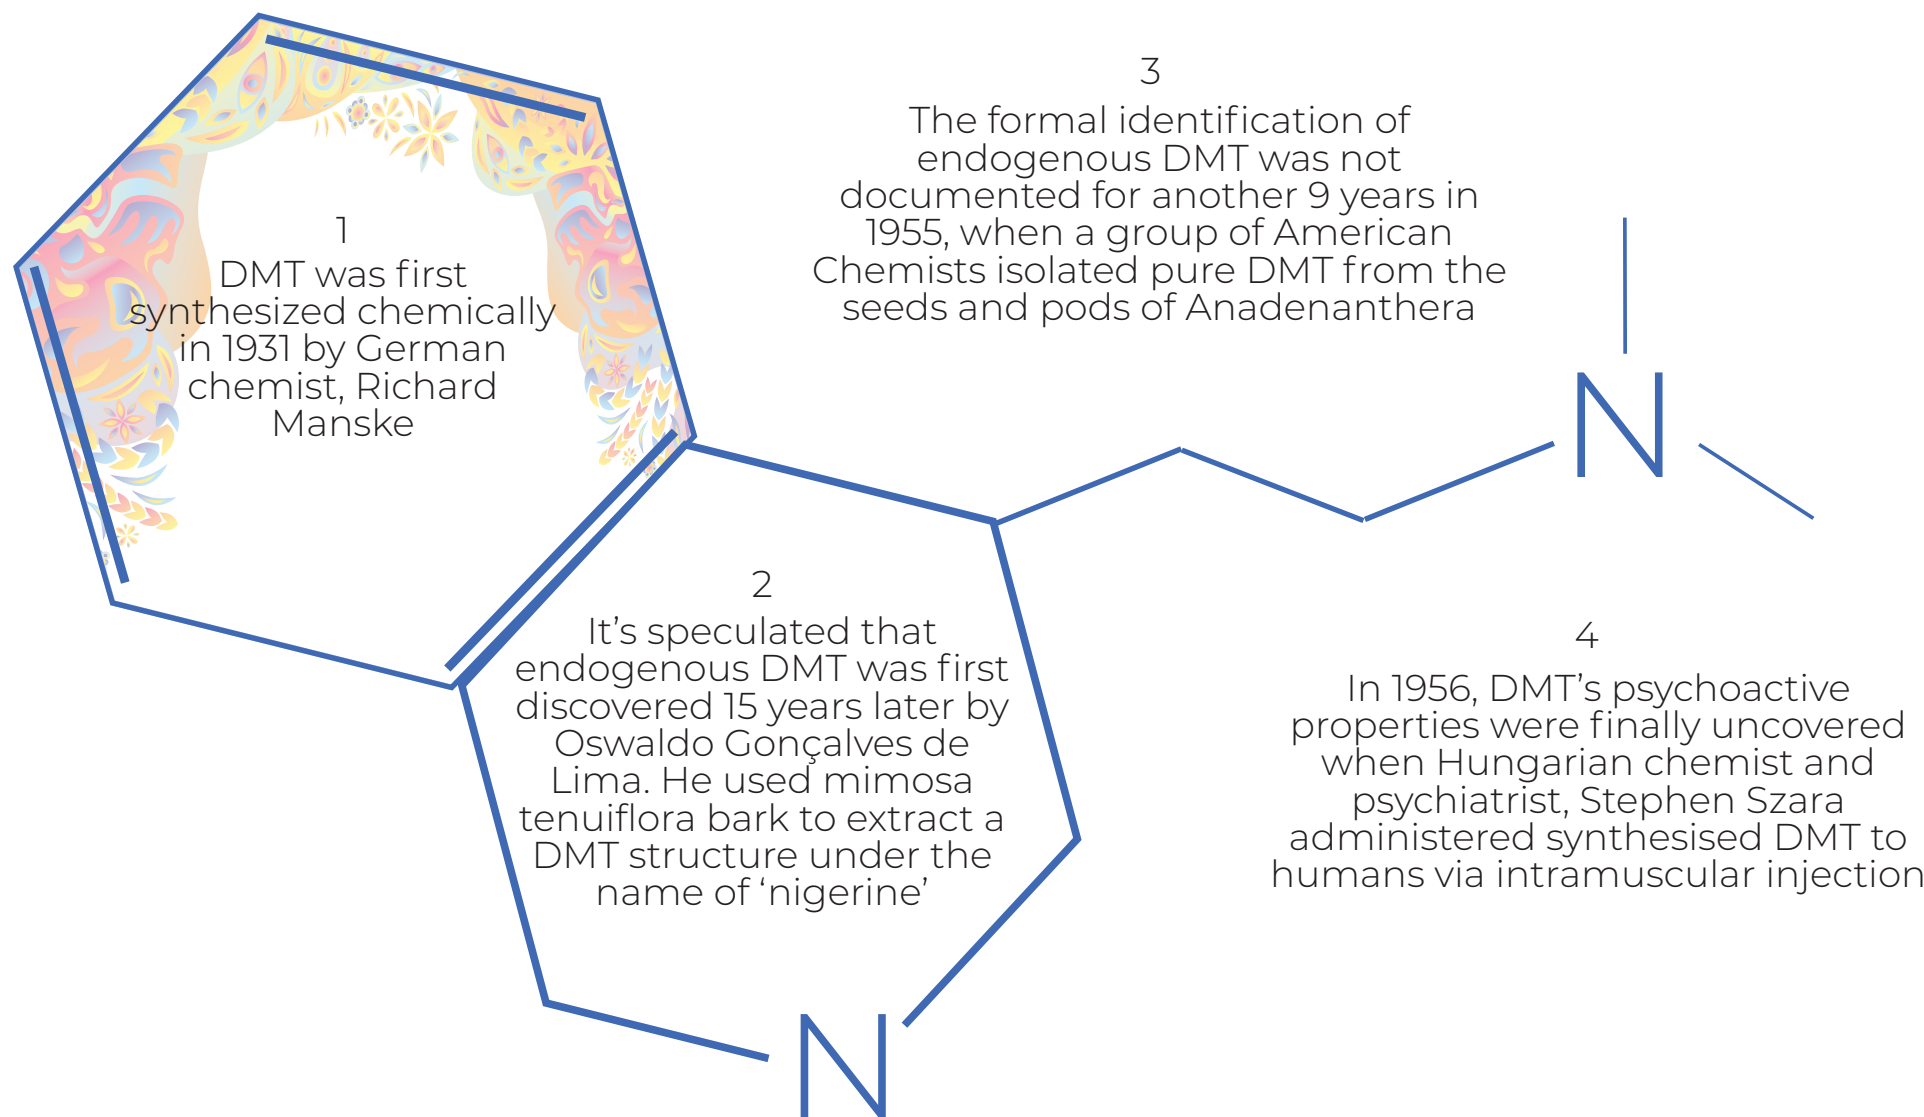 1
DMT was first
synthesized chemically
in 1931 by German
chemist, Richard
Manske
2
It’s speculated that
endogenous DMT was first
discovered 15 years later by
Oswaldo Gonçalves de
Lima. He used mimosa
tenuiflora bark to extract a
DMT structure under the
name of ‘nigerine’
3
The formal identification of
endogenous DMT was not
documented for another 9 years in
1955, when a group of American
Chemists isolated pure DMT from the
seeds and pods of Anadenanthera
4
In 1956, DMT’s psychoactive
properties were finally uncovered
when Hungarian chemist and
psychiatrist, Stephen Szara
administered synthesised DMT to
humans via intramuscular injection
N
N